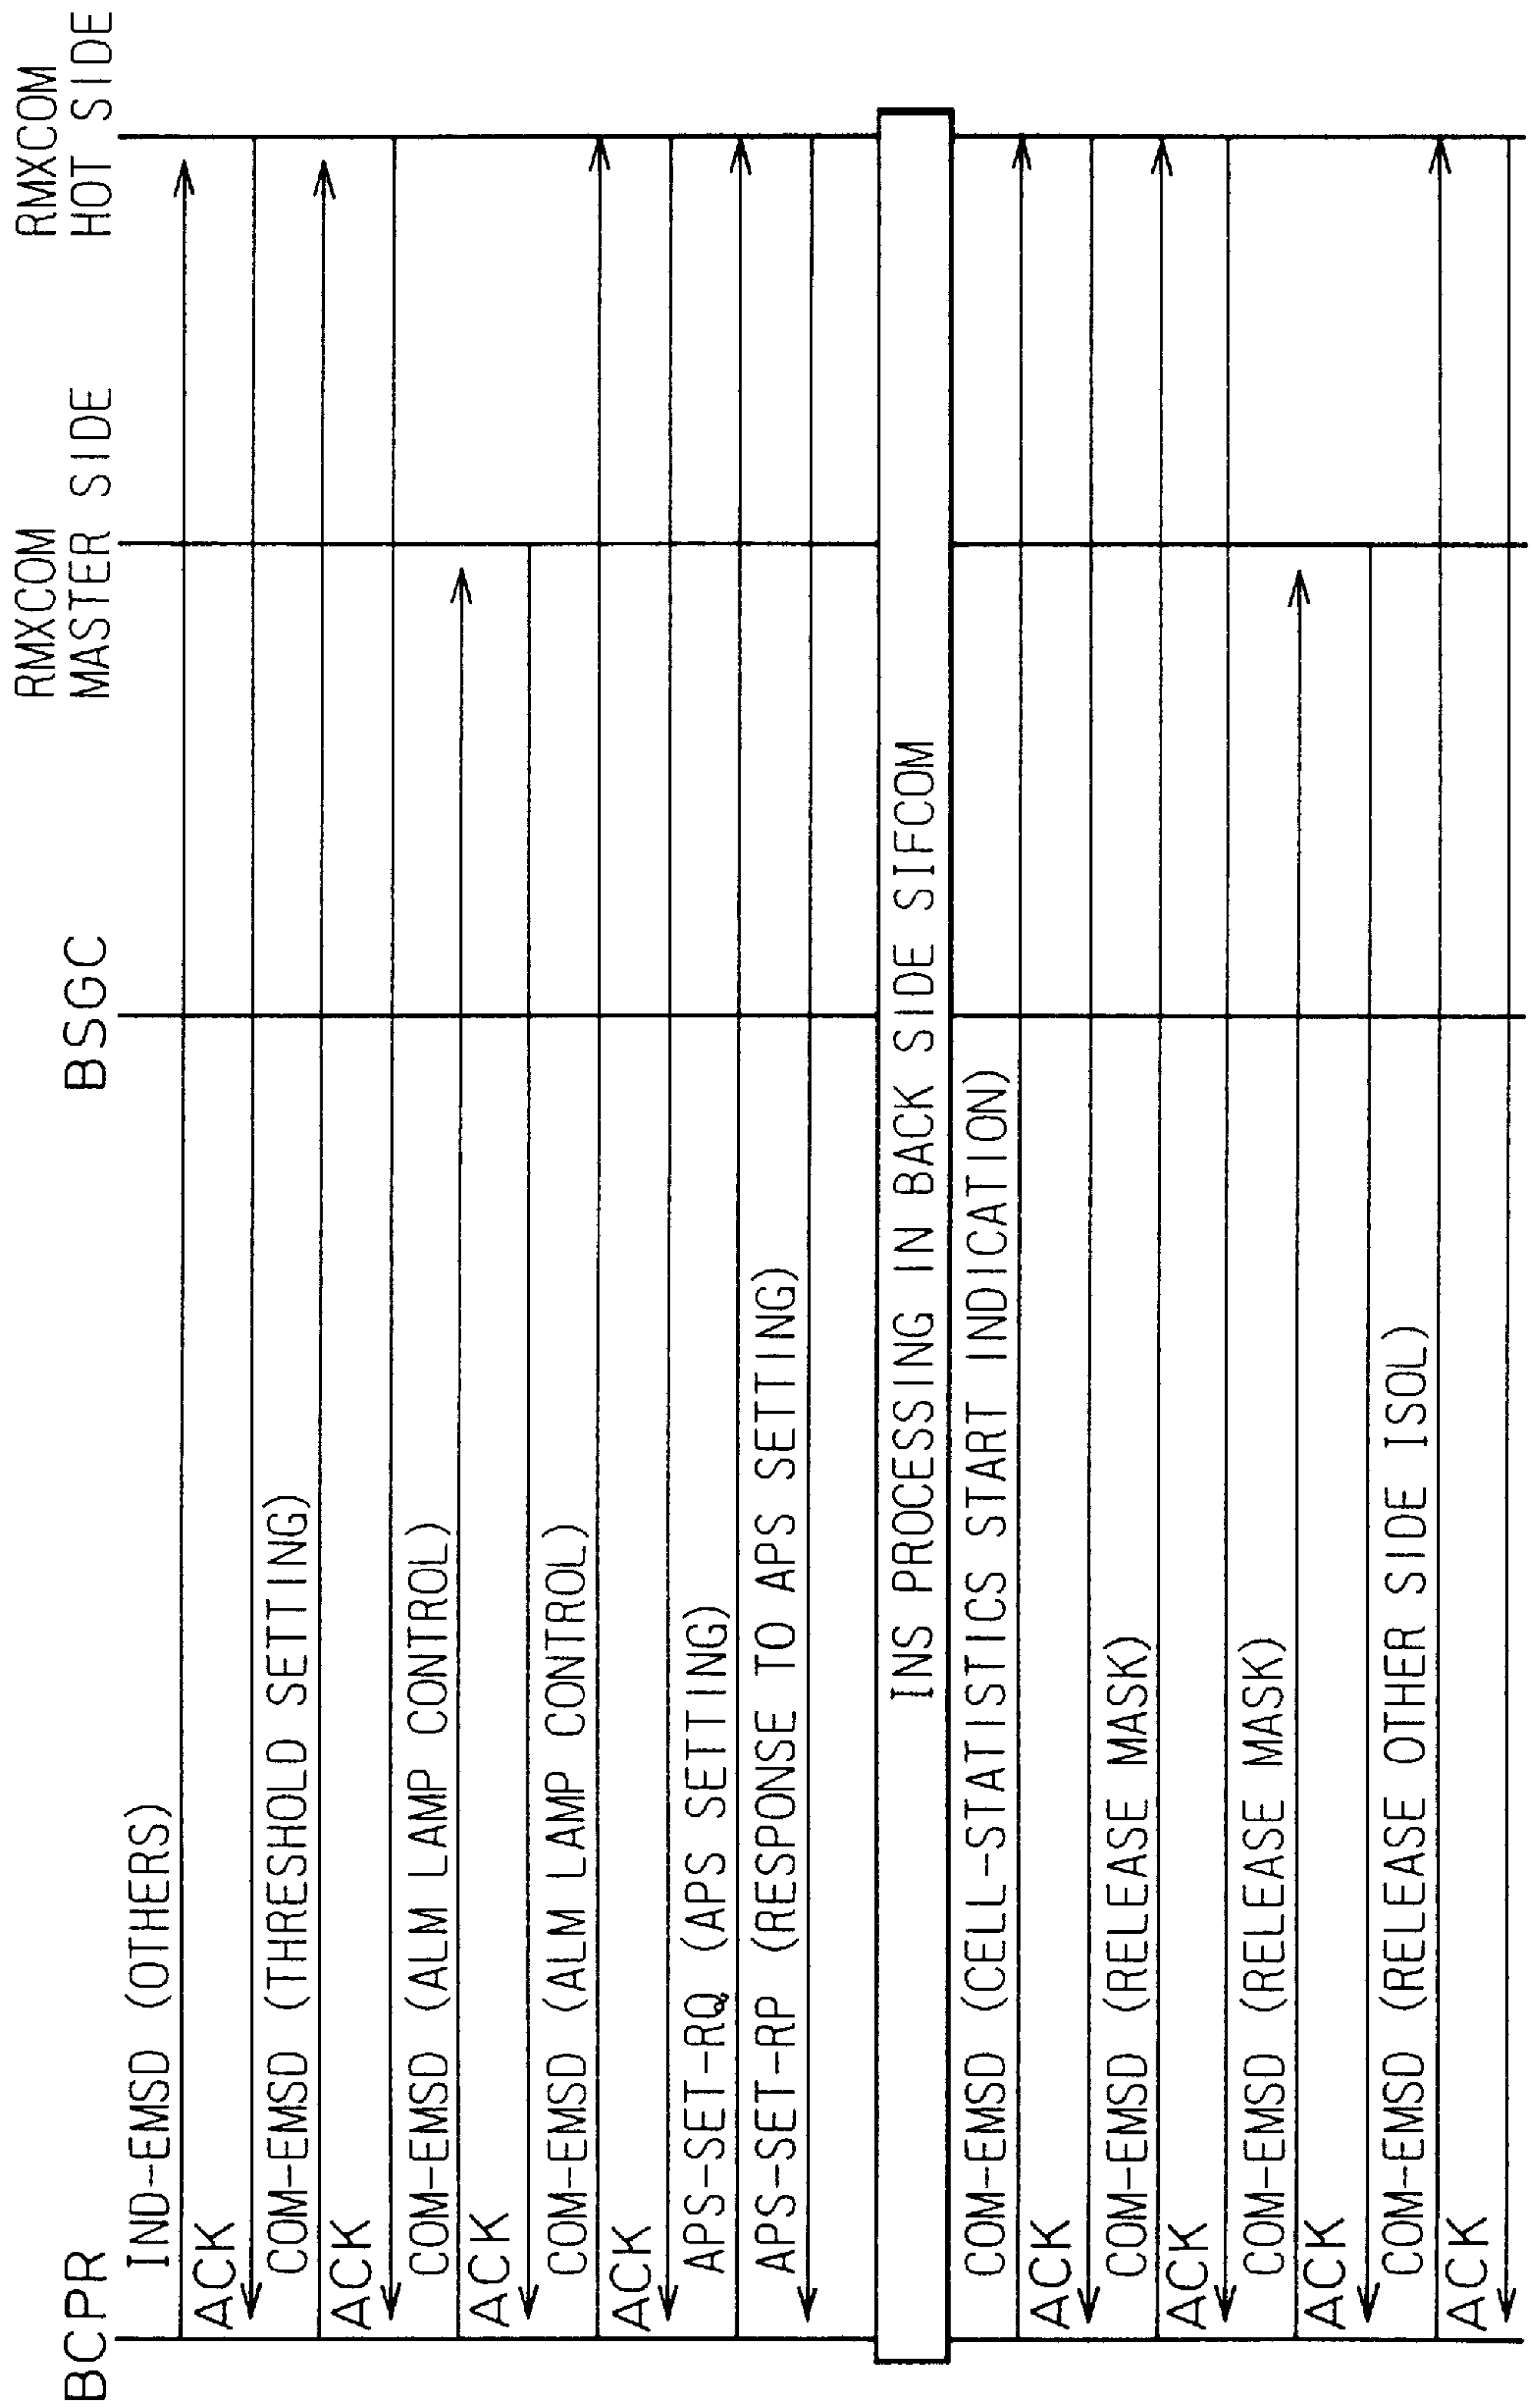 BCPR
BSGC
RMXCOM
MASTER SIDE
RMXCOM
HOT SIDE
IND-EMSD (OTHERS)
ACK
COM-EMSD (THRESHOLD SETTING)
ACK
COM-EMSD (ALM LAMP CONTROL)
ACK
COM-EMSD (ALM LAMP CONTROL)
ACK
APS-SET-RQ (APS SETTING)
APS-SET-RP (RESPONSE TO APS SETTING)
INS PROCESSING IN BACK SIDE SIFCOM
COM-EMSD (CELL-STATISTICS START INDICATION)
ACK
COM-EMSD (RELEASE MASK)
ACK
COM-EMSD (RELEASE MASK)
ACK
COM-EMSD (RELEASE OTHER SIDE ISOL)
ACK